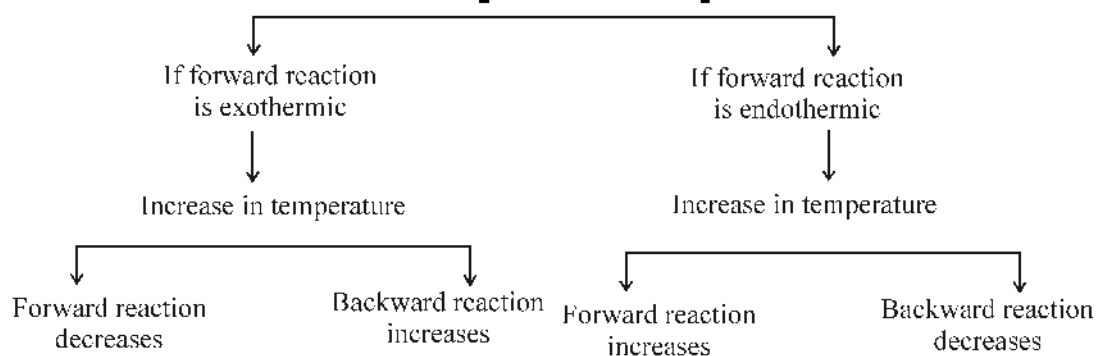 If forward reaction
is exothermic
If forward reaction
is endothermic
Increase in temperature
Increase in temperature
Forward reaction
decreases
Backward reaction
increases
Forward reaction
increases
Backward reaction
decreases